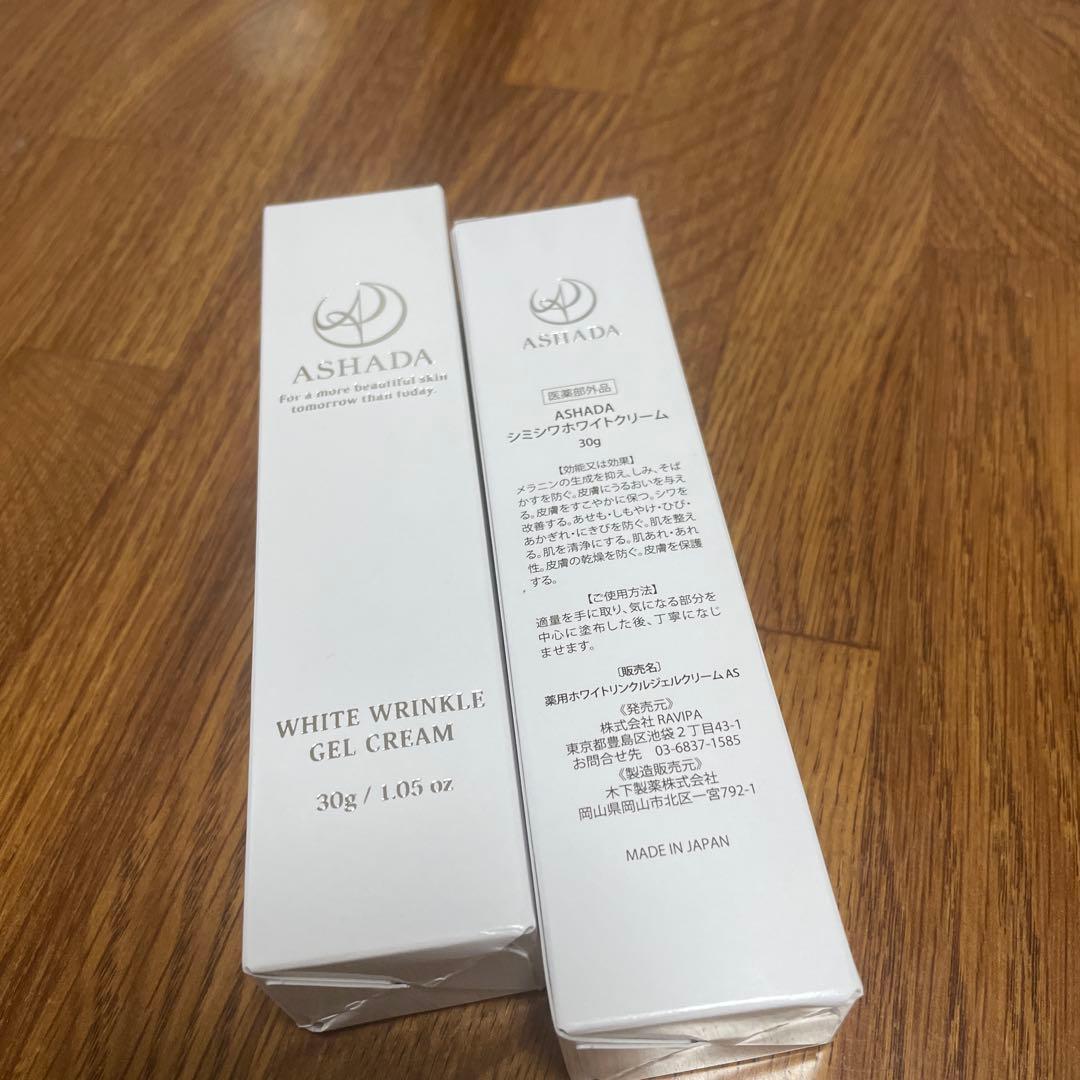 ASHADA
For a more beautiful skin
tomorrow than today.
WHITE WRINKLE
GEL CREAM
30g / 1.05 oz
ASHADA
医薬部外品
ASHADA
シミシワホワイトクリーム
30g
【効能又は効果】
メラニンの生成を抑え、しみ、そば
かすを防ぐ。皮膚にうるおいを与え
る。皮膚をすこやかに保つ。シワを
改善する。あせも・しもやけ・ひび・
あかぎれ・にきびを防ぐ。肌を整え
る。肌を清浄にする。肌あれ・あれ
性。皮膚の乾燥を防ぐ。皮膚を保護
する。
【ご使用方法】
適量を手に取り、気になる部分を
中心に塗布した後、丁寧になじ
ませます。
〔販売名〕
薬用ホワイトリンクルジェルクリーム AS
《発売元》
株式会社 RAVIPA
東京都豊島区池袋２丁目43-1
お問合せ先　03-6837-1585
《製造販売元》
木下製薬株式会社
岡山県岡山市北区一宮792-1
MADE IN JAPAN